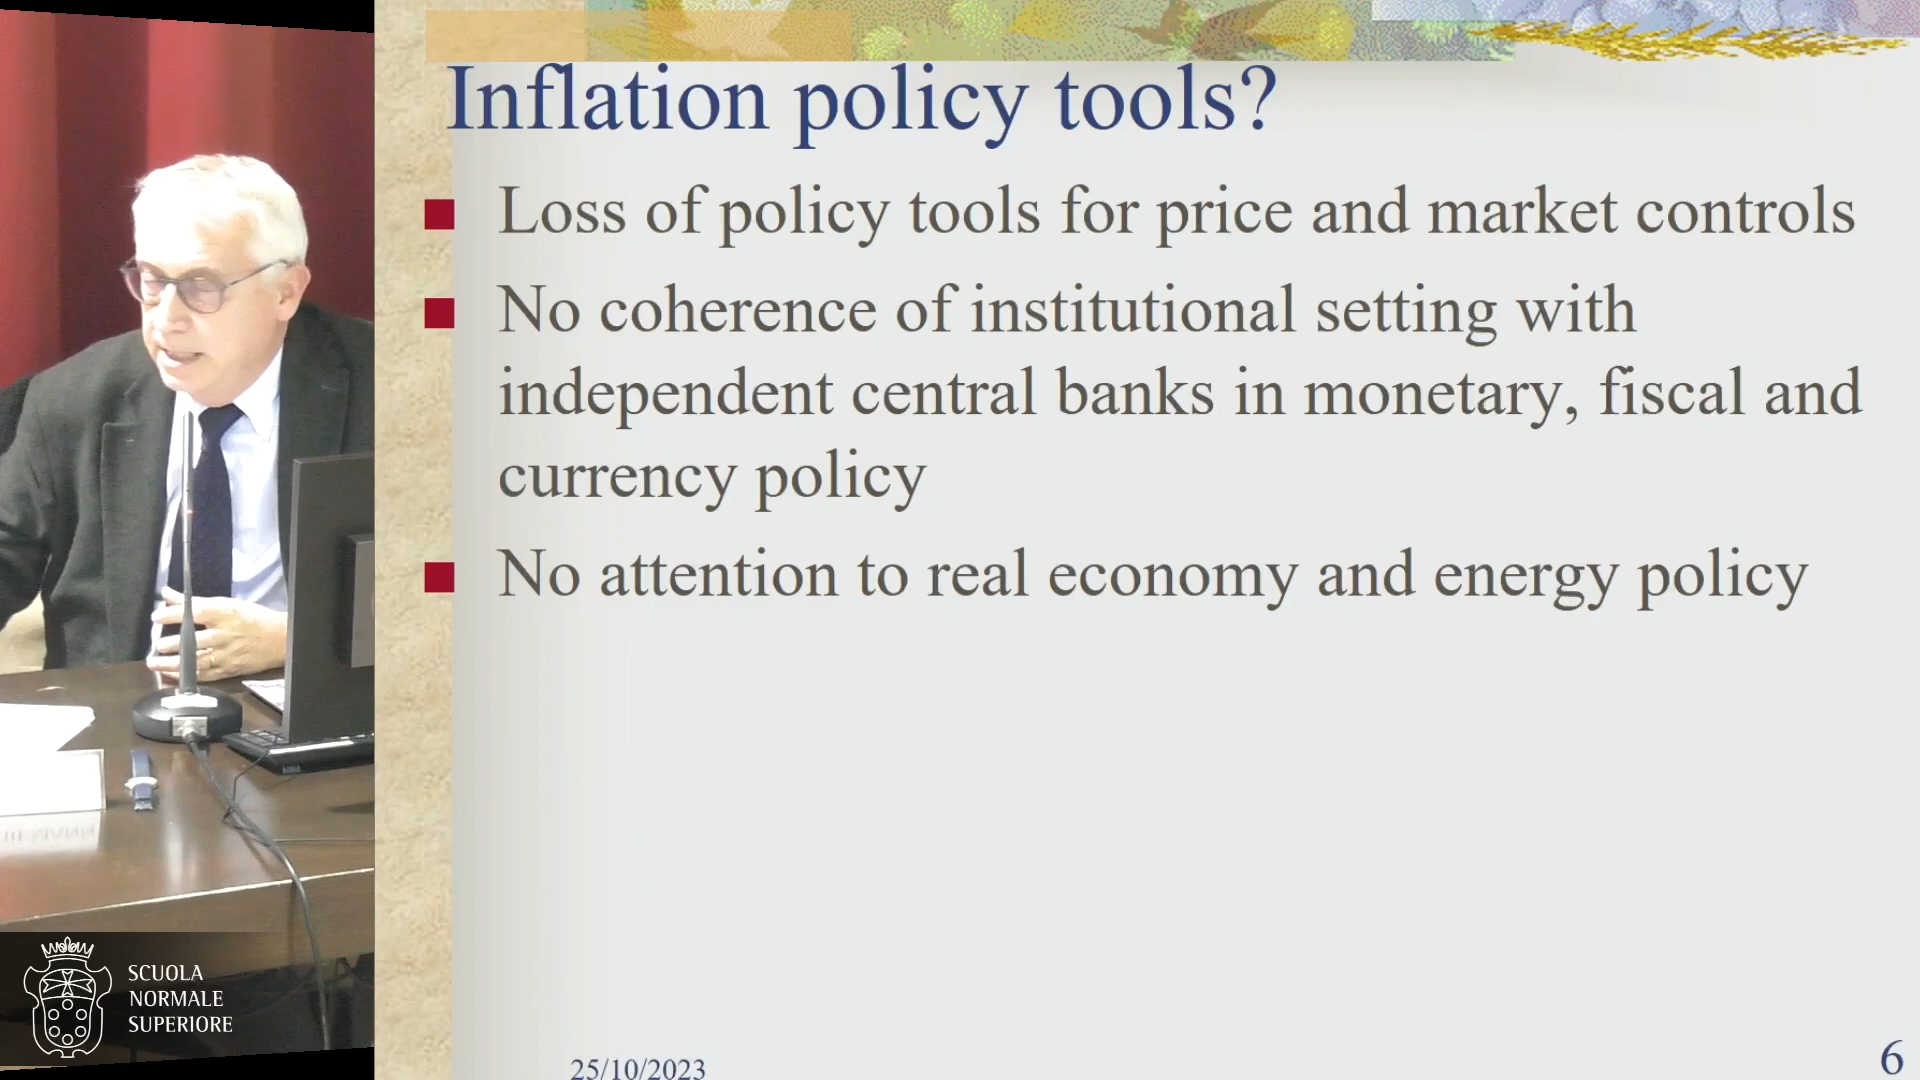 Inflation policy tools?
Loss of policy tools for price and market controls
No coherence of institutional setting with
independent central banks in monetary, fiscal and
currency policy
No attention to real economy and energy policy
25/10/2023
6
SCUOLA
NORMALE
SUPERIORE